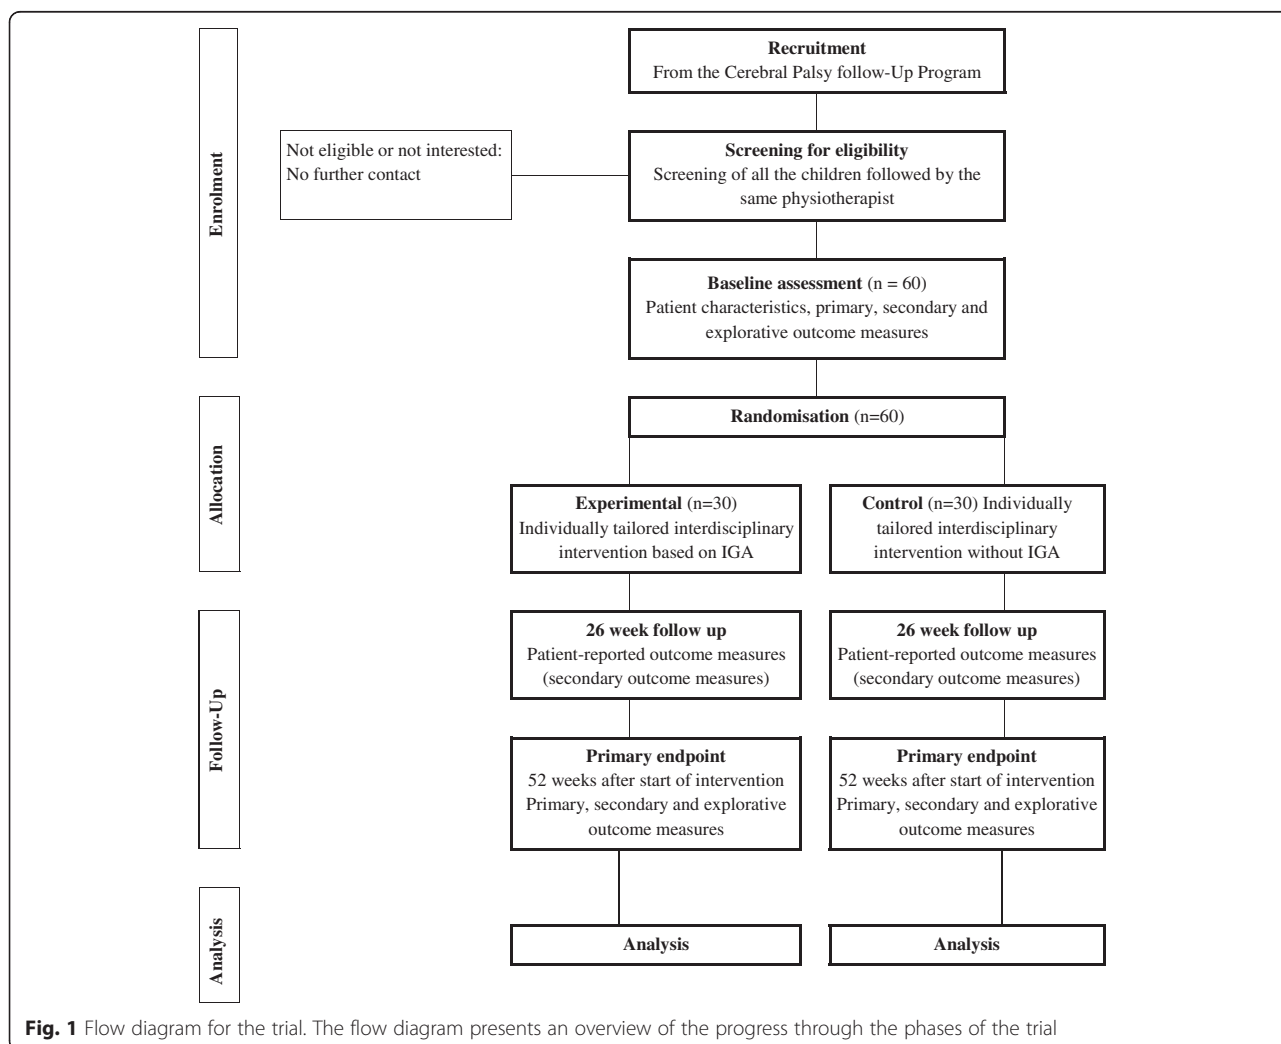 Recruitment
From the Cerebral Palsy follow-Up Program
Enrolment
Not eligible or not interested:
No further contact
Screening for eligibility
Screening of all the children followed by the
same physiotherapist
Baseline assessment (n = 60)
Patient characteristics, primary, secondary and
explorative outcome measures
Allocation
Randomisation (n=60)
Experimental (n=30)
Individually tailored interdisciplinary
intervention based on IGA
Control (n=30) Individually
tailored interdisciplinary
intervention without IGA
Follow-Up
26 week follow up
Patient-reported outcome measures
(secondary outcome measures)
26 week follow up
Patient-reported outcome measures
(secondary outcome measures)
Primary endpoint
52 weeks after start of intervention
Primary, secondary and explorative
outcome measures
Primary endpoint
52 weeks after start of intervention
Primary, secondary and explorative
outcome measures
Analysis
Analysis
Analysis
Fig. 1 Flow diagram for the trial. The flow diagram presents an overview of the progress through the phases of the trial